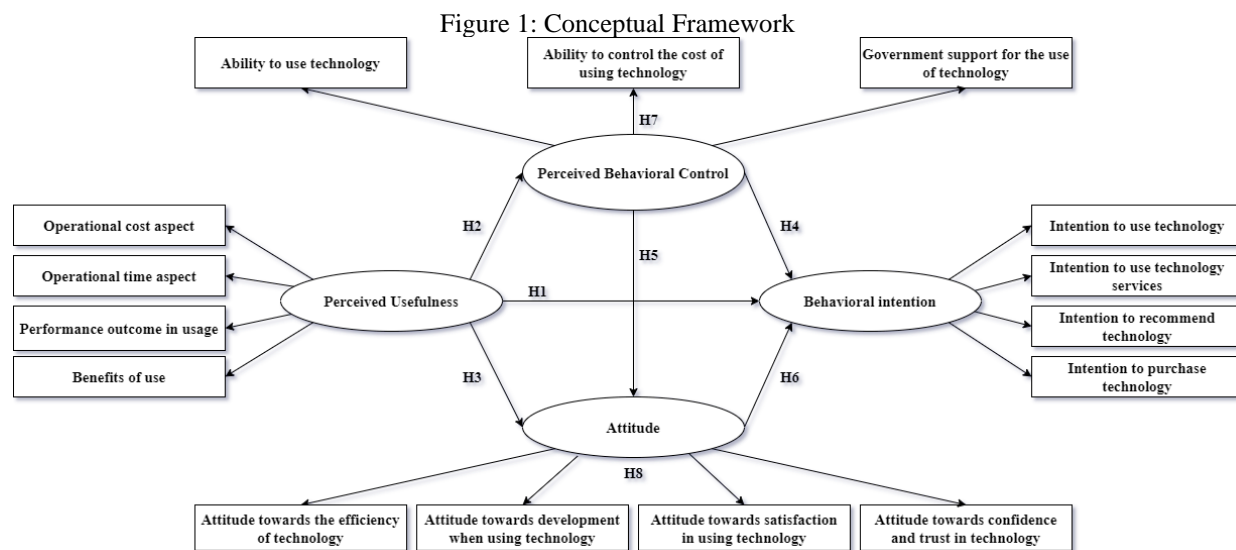 Figure 1: Conceptual Framework
Ability to use technology
Ability to control the cost of
using technology
Government support for the use
of technology
H7
Perceived Behavioral Control
Operational cost aspect
Operational time aspect
Performance outcome in usage
Benefits of use
H2
H4
H5
Perceived Usefulness
H1
Behavioral intention
Intention to use technology
Intention to use technology
services
Intention to recommend
technology
Intention to purchase
technology
H3
H6
Attitude
H8
Attitude towards the efficiency
of technology
Attitude towards development
when using technology
Attitude towards satisfaction
in using technology
Attitude towards confidence
and trust in technology